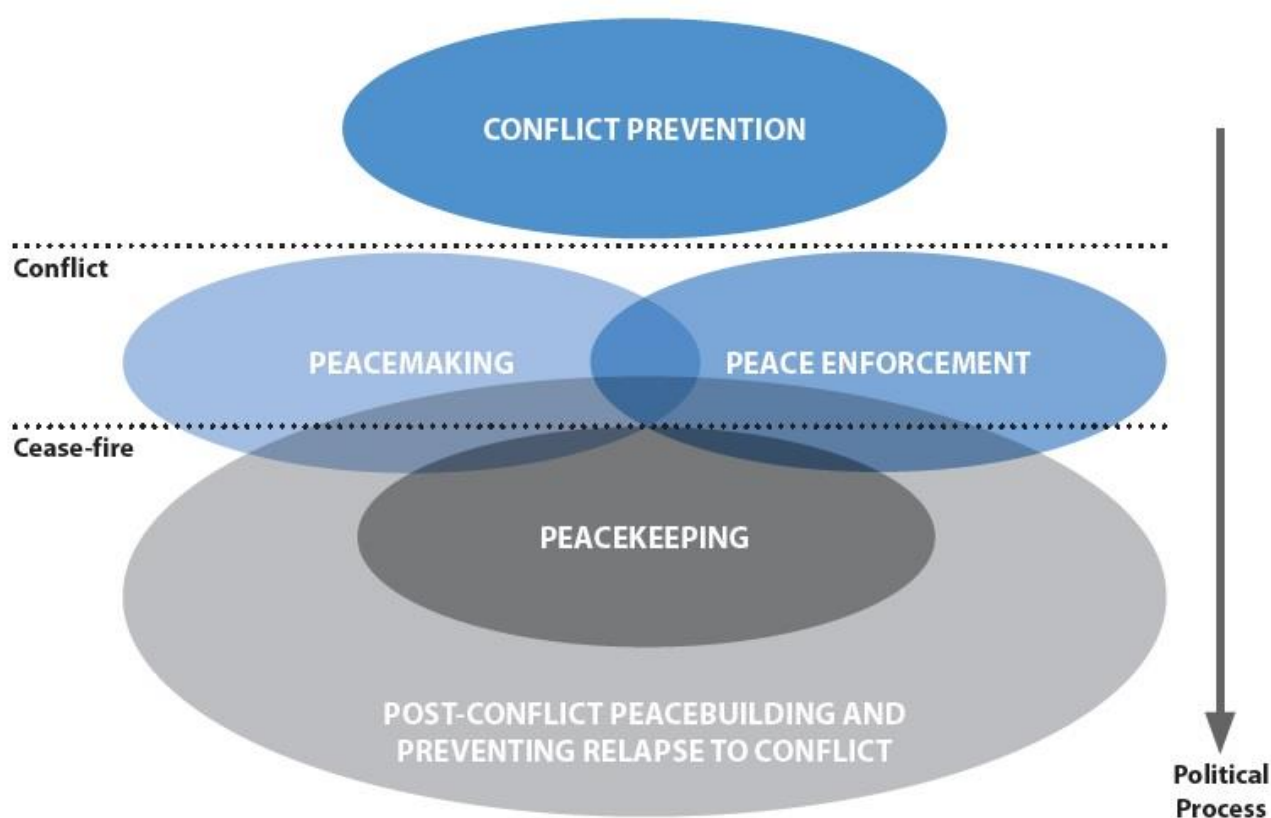 CONFLICT PREVENTION
Conflict
PEACEMAKING
PEACE ENFORCEMENT
Cease-fire
PEACEKEEPING
POST-CONFLICT PEACEBUILDING AND
PREVENTING RELAPSE TO CONFLICT
Political
Process